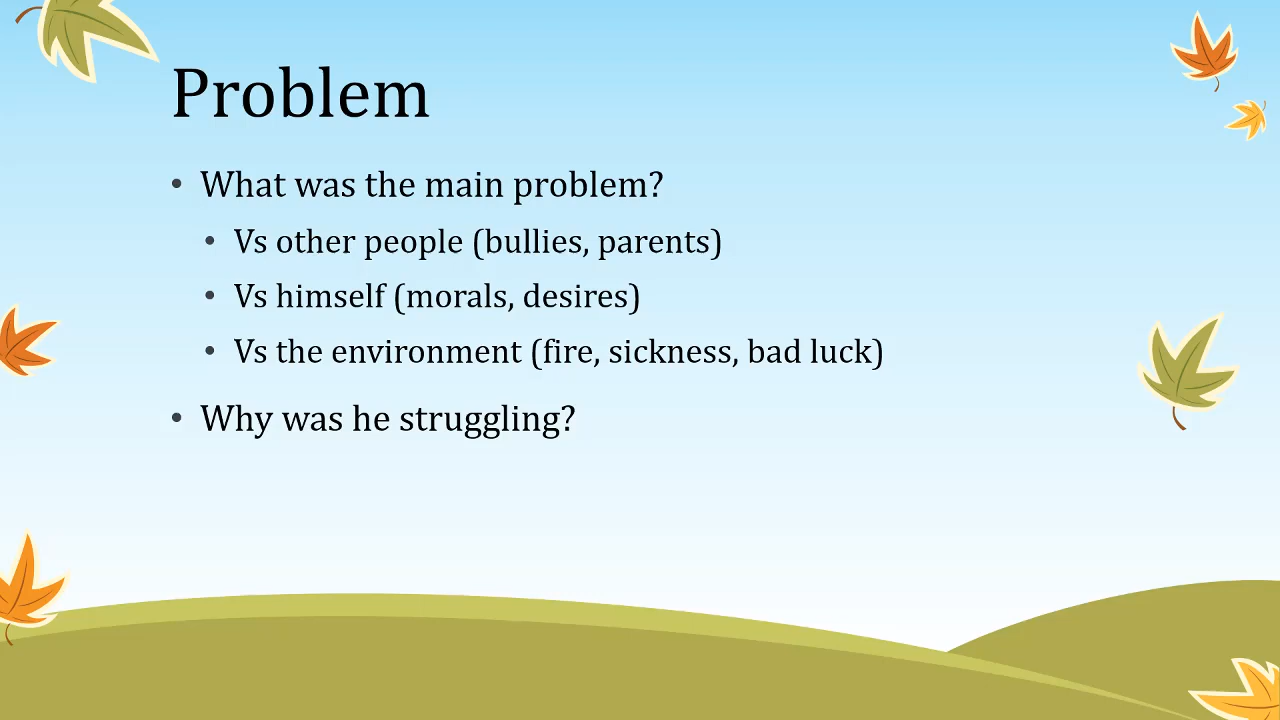 Problem
• What was the main problem?
• Vs other people (bullies, parents)
• Vs himself (morals, desires)
• Vs the environment (fire, sickness, bad luck)
• Why was he struggling?